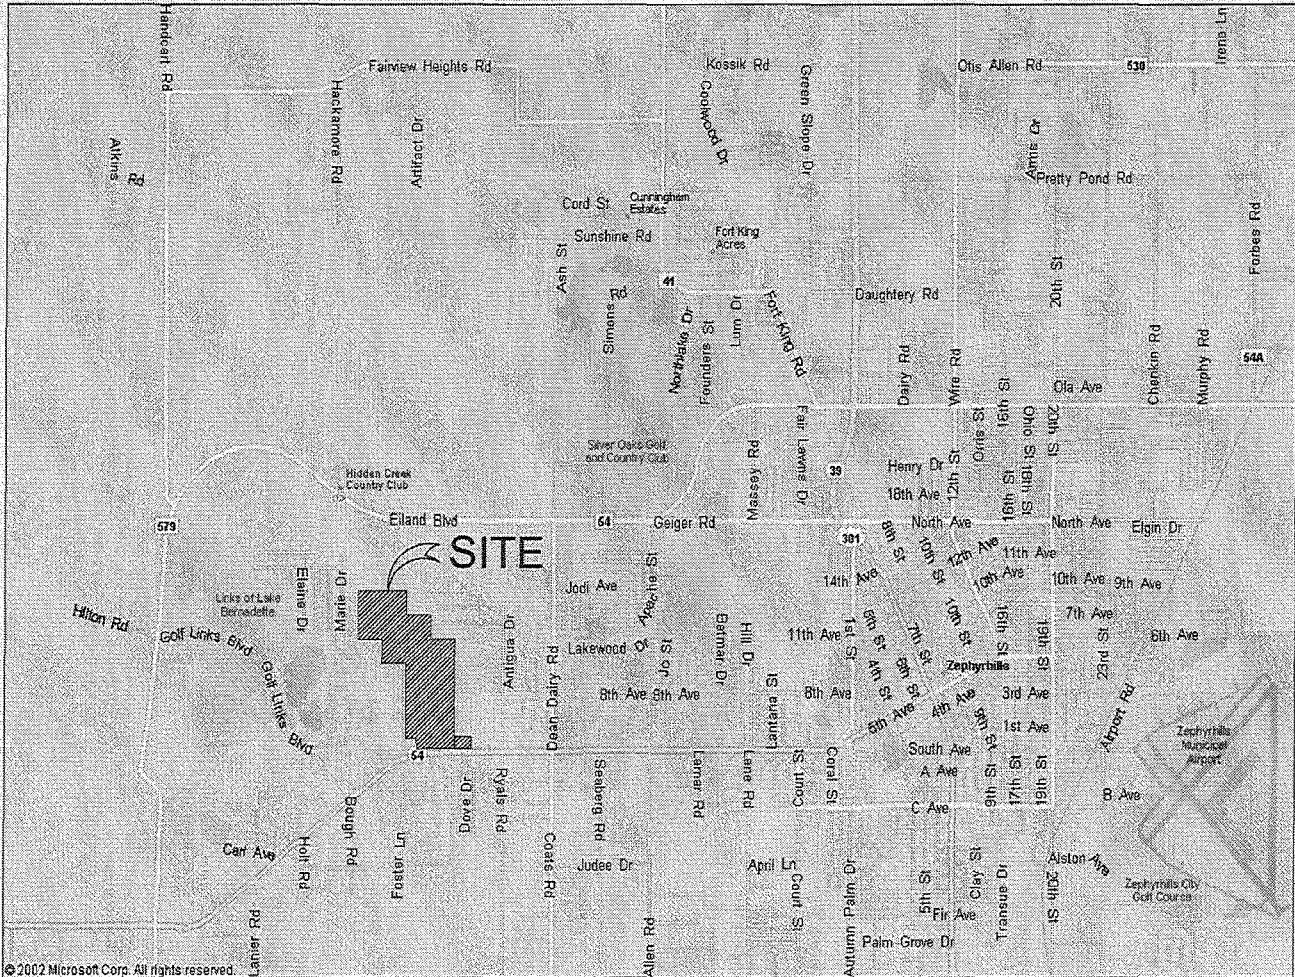 Handcart Rd
Fairview Heights Rd
Kossik Rd
Otis Allen Rd
530
Irene Ln
Hackamore Rd
Artifact Dr
Coolwood Dr
Green Slope Dr
Atkins Rd
Amis Dr
Pretty Pond Rd
Cord St
Cunningham
Estates
Sunshine Rd
Fort King
Acres
Forbes Rd
Ash St
41
Simons Rd
Northlake Dr
Founders St
Lum Dr
Fort King Rd
Daughtery Rd
20th St
Dairy Rd
Wire Rd
16th St
Ola Ave
Chenkin Rd
Murphy Rd
54A
Silver Oaks Golf
and Country Club
Massey Rd
Fair Lawns Dr
39
Orris St
Ohio St
20th St
Henry Dr
12th St
16th St
18th St
18th Ave
Hidden Creek
Country Club
579
Eiland Blvd
54
Geiger Rd
North Ave
North Ave
Elgin Dr
301
8th St
10th St
12th Ave
11th Ave
SITE
14th Ave
10th Ave
10th Ave
9th Ave
Jodi Ave
Apache St
Elaine Dr
Marie Dr
Links of Lake
Bernadette
Hilton Rd
Golf Links Blvd
Golf Links Blvd
Antigua Dr
Dean Dairy Rd
Lakewood Dr
Jo St
Betmar Dr
Hill Dr
11th Ave
1st St
6th St
7th St
10th St
16th St
19th St
7th Ave
23rd St
6th Ave
Zephyrhills
8th Ave
9th Ave
Lantana St
8th Ave
4th St
6th St
5th Ave
4th Ave
9th St
3rd Ave
1st Ave
Airport Rd
Zephyrhills
Municipal
Airport
54
South Ave
A Ave
9th St
17th St
19th St
B Ave
C Ave
Dove Dr
Ryals Rd
Seaberg Rd
Lamar Rd
Lane Rd
Court St
Coral St
Bough Rd
Carr Ave
Holt Rd
Foster Ln
Coats Rd
Judee Dr
April Ln
Court St
Autumn Palm Dr
5th St
Clay St
Transue Dr
20th St
Alston Ave
Zephyrhills City
Golf Course
Fir Ave
Palm Grove Dr
Lanier Rd
Allen Rd
© 2002 Microsoft Corp. All rights reserved.